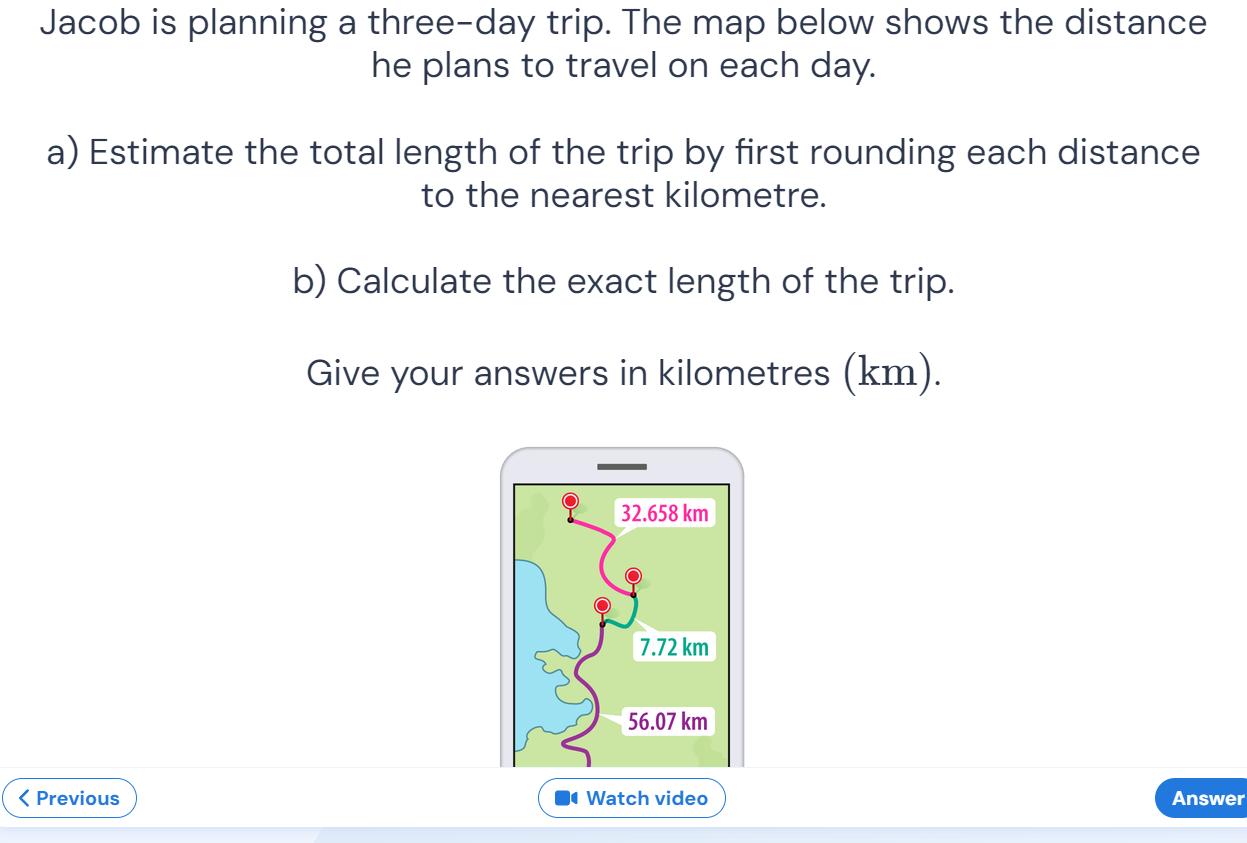 Jacob is planning a three-day trip. The map below shows the distance
he plans to travel on each day.
a) Estimate the total length of the trip by first rounding each distance
to the nearest kilometre.
b) Calculate the exact length of the trip.
Give your answers in kilometres (km).
32.658 km
7.72 km
56.07 km
Previous
Watch video
Answer